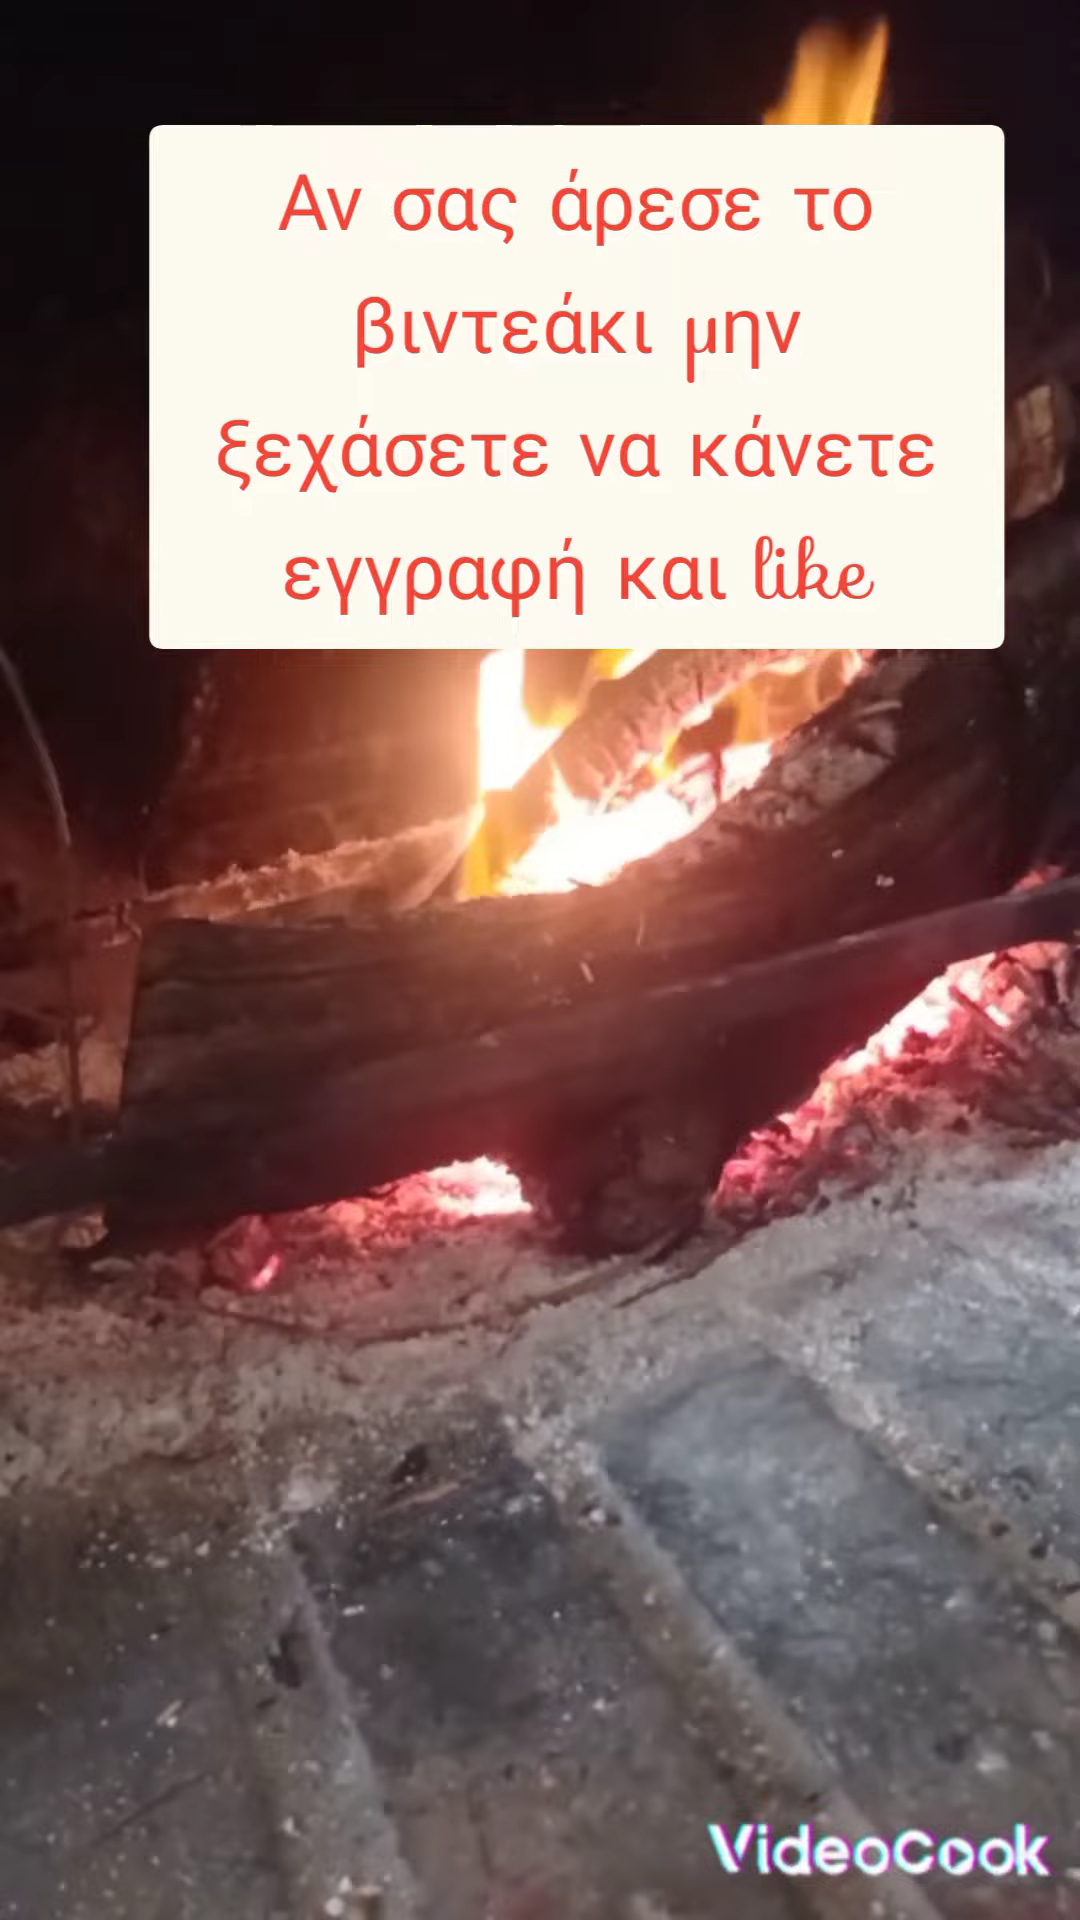 Αν σας άρεσε το
βιντεάκι μην
ξεχάσετε να κάνετε
εγγραφή και like
VideoCook